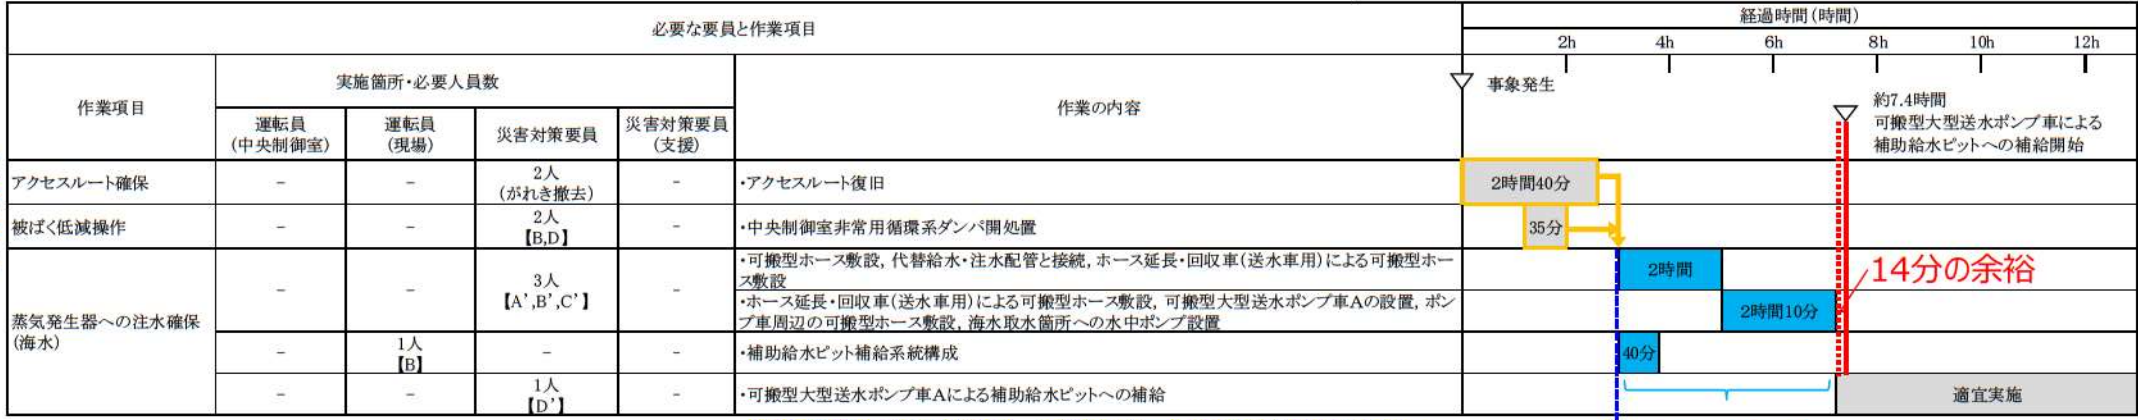 必要な要員と作業項目
経過時間(時間)
2h 4h 6h 8h 10h 12h
作業項目
実施箇所・必要人員数
作業の内容
事象発生
運転員
(中央制御室)
運転員
(現場)
災害対策要員
災害対策要員
(支援)
約7.4時間
可搬型大型送水ポンプ車による
補助給水ピットへの補給開始
アクセスルート確保
－
－
2人
(がれき撤去)
－
・アクセスルート復旧
2時間40分
被ばく低減操作
－
－
2人
【B,D】
－
・中央制御室非常用循環系ダンパ開処置
35分
蒸気発生器への注水確保
(海水)
－
－
3人
【A’,B’,C’】
－
・可搬型ホース敷設, 代替給水・注水配管と接続, ホース延長・回収車(送水車用)による可搬型ホー
ス敷設
2時間
14分の余裕
・ホース延長・回収車(送水車用)による可搬型ホース敷設, 可搬型大型送水ポンプ車Aの設置, ポン
プ車周辺の可搬型ホース敷設, 海水取水箇所への水中ポンプ設置
2時間10分
－
1人
【B】
－
－
・補助給水ピット補給系統構成
40分
－
－
1人
【D’】
－
・可搬型大型送水ポンプ車Aによる補助給水ピットへの補給
適宜実施